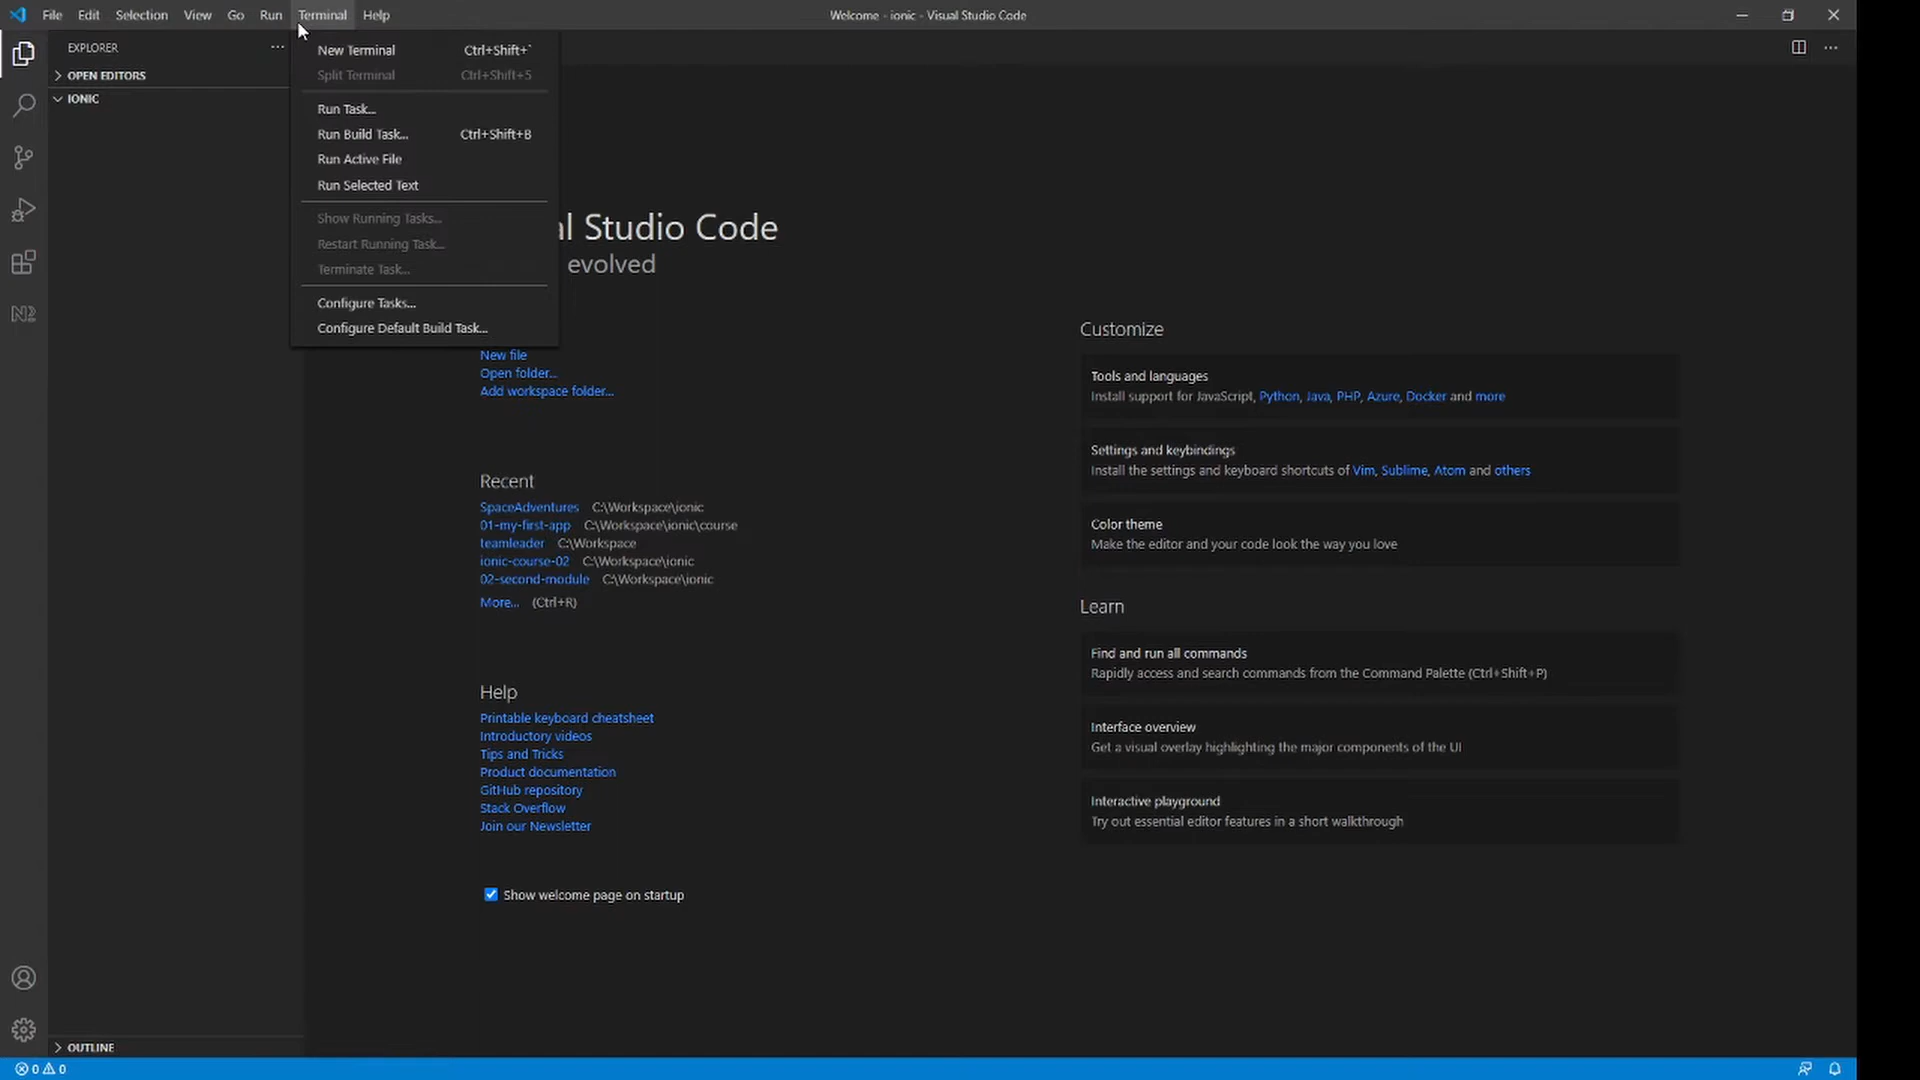 File Edit Selection View Go Run Terminal Help
Welcome - ionic - Visual Studio Code
EXPLORER
OPEN EDITORS
IONIC
New Terminal Ctrl+Shift+`
Split Terminal Ctrl+Shift+5
Run Task...
Run Build Task... Ctrl+Shift+B
Run Active File
Run Selected Text
Show Running Tasks...
Restart Running Task...
Terminate Task...
Configure Tasks...
Configure Default Build Task...
al Studio Code
evolved
New file
Open folder...
Add workspace folder...
Recent
SpaceAdventures C:\Workspace\ionic
01-my-first-app C:\Workspace\ionic\course
teamleader C:\Workspace
ionic-course-02 C:\Workspace\ionic
02-second-module C:\Workspace\ionic
More... (Ctrl+R)
Help
Printable keyboard cheatsheet
Introductory videos
Tips and Tricks
Product documentation
GitHub repository
Stack Overflow
Join our Newsletter
Show welcome page on startup
Customize
Tools and languages
Install support for JavaScript, Python, Java, PHP, Azure, Docker and more
Settings and keybindings
Install the settings and keyboard shortcuts of Vim, Sublime, Atom and others
Color theme
Make the editor and your code look the way you love
Learn
Find and run all commands
Rapidly access and search commands from the Command Palette (Ctrl+Shift+P)
Interface overview
Get a visual overlay highlighting the major components of the UI
Interactive playground
Try out essential editor features in a short walkthrough
OUTLINE
0 0